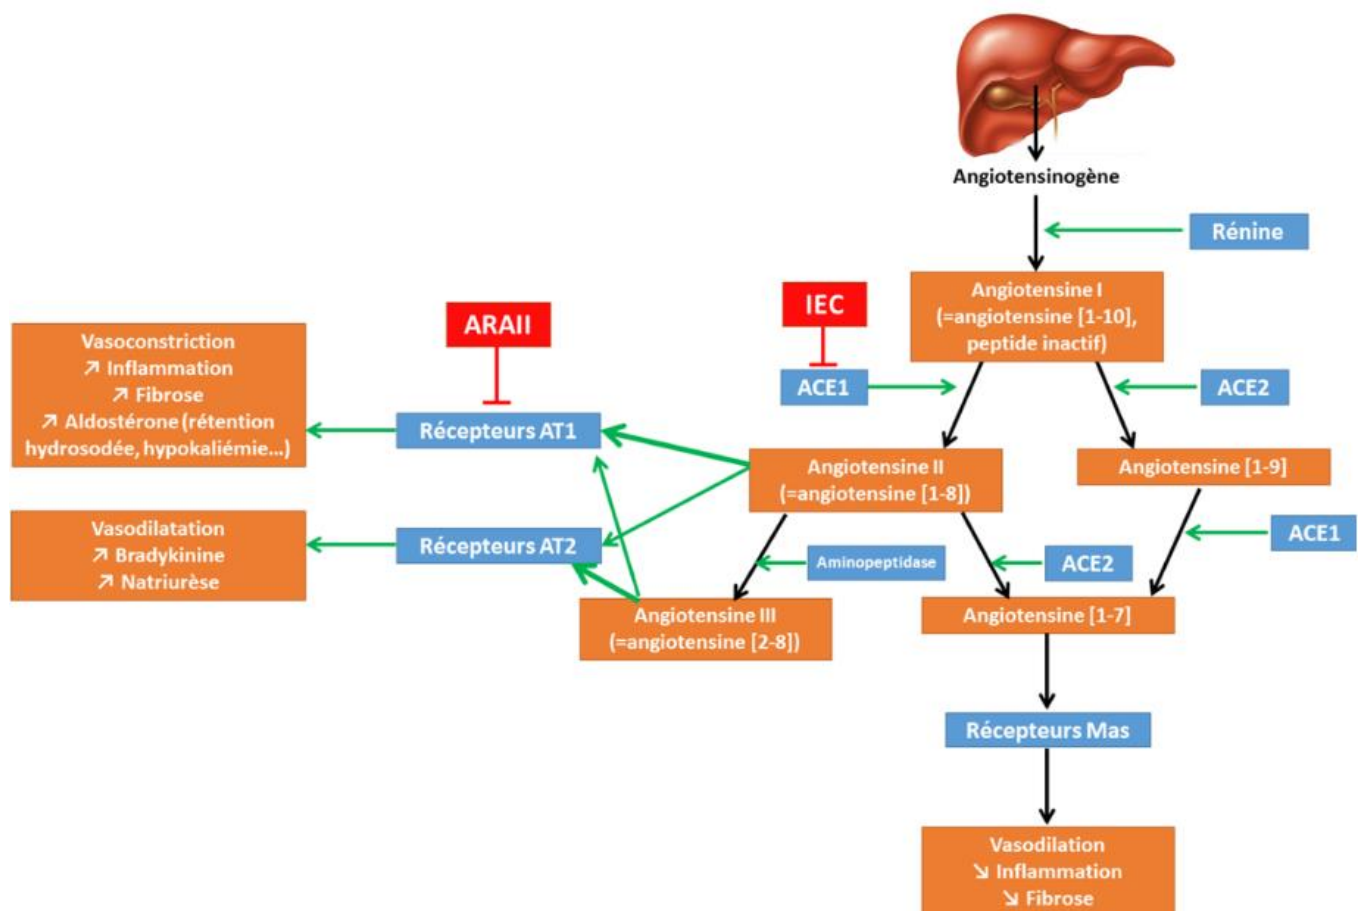 Angiotensinogène
Rénine
Angiotensine I
(=angiotensine [1-10],
peptide inactif)
IEC
ARAII
Vasoconstriction
↗ Inflammation
↗ Fibrose
↗ Aldostérone (rétention
hydrosodée, hypokaliémie...)
Récepteurs AT1
ACE1
ACE2
Angiotensine II
(=angiotensine [1-8])
Angiotensine [1-9]
Vasodilatation
↗ Bradykinine
↗ Natriurèse
Récepteurs AT2
Aminopeptidase
ACE2
ACE1
Angiotensine III
(=angiotensine [2-8])
Angiotensine [1-7]
Récepteurs Mas
Vasodilation
↘ Inflammation
↘ Fibrose